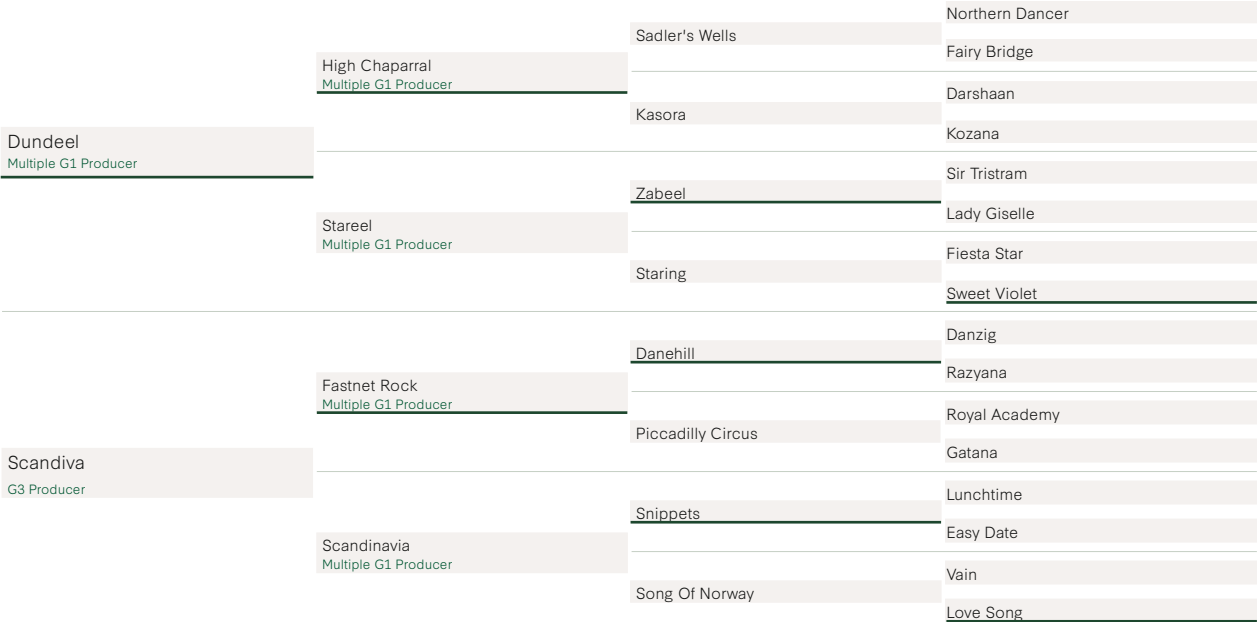 Dundeel
Multiple G1 Producer
Scandiva
G3 Producer
High Chaparral
Multiple G1 Producer
Stareel
Multiple G1 Producer
Fastnet Rock
Multiple G1 Producer
Scandinavia
Multiple G1 Producer
Sadler's Wells
Kasora
Zabeel
Staring
Danehill
Piccadilly Circus
Snippets
Song Of Norway
Northern Dancer
Fairy Bridge
Darshaan
Kozana
Sir Tristram
Lady Giselle
Fiesta Star
Sweet Violet
Danzig
Razyana
Royal Academy
Gatana
Lunchtime
Easy Date
Vain
Love Song